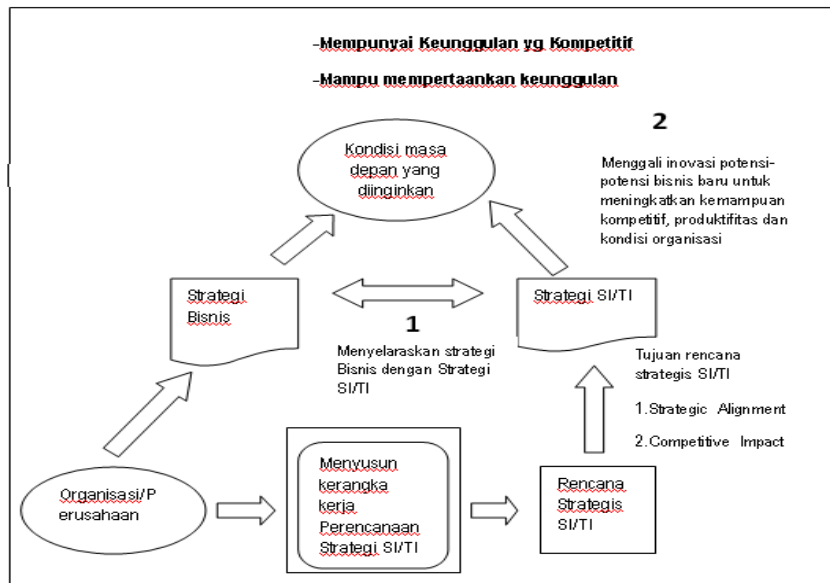 -Mempunyai Keunggulan yg Kompetitif
-Mampu mempertaankan keunggulan
2
Kondisi masa
depan yang
diinginkan
Menggali inovasi potensi-
potensi bisnis baru untuk
meningkatkan kemampuan
kompetitif, produktifitas dan
kondisi organisasi
Strategi
Bisnis
Strategi SI/TI
1
Menyelaraskan strategi
Bisnis dengan Strategi
SI/TI
Tujuan rencana
strategis SI/TI
1.Strategic Alignment
2.Competitive Impact
Organisasi/P
erusahaan
Menyusun
kerangka
kerja
Perencanaan
Strategi SI/TI
Rencana
Strategis
SI/TI